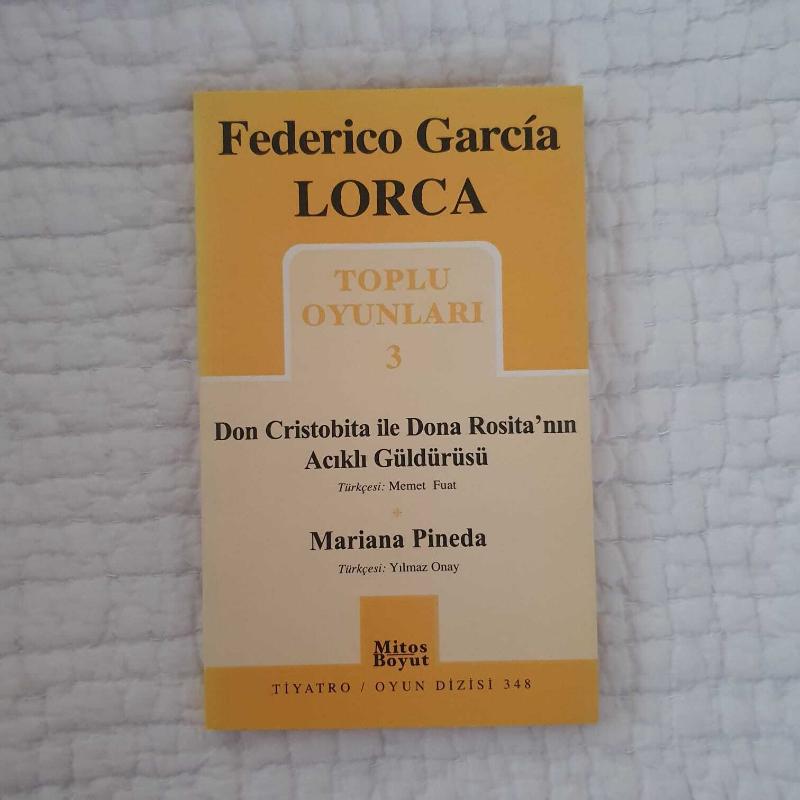 Federico García
LORCA
TOPLU
OYUNLARI
3
Don Cristobita ile Dona Rosita'nın
Acıklı Güldürüsü
Türkçesi: Memet Fuat
*
Mariana Pineda
Türkçesi: Yılmaz Onay
Mitos
Boyut
TİYATRO / OYUN DİZİSİ 348